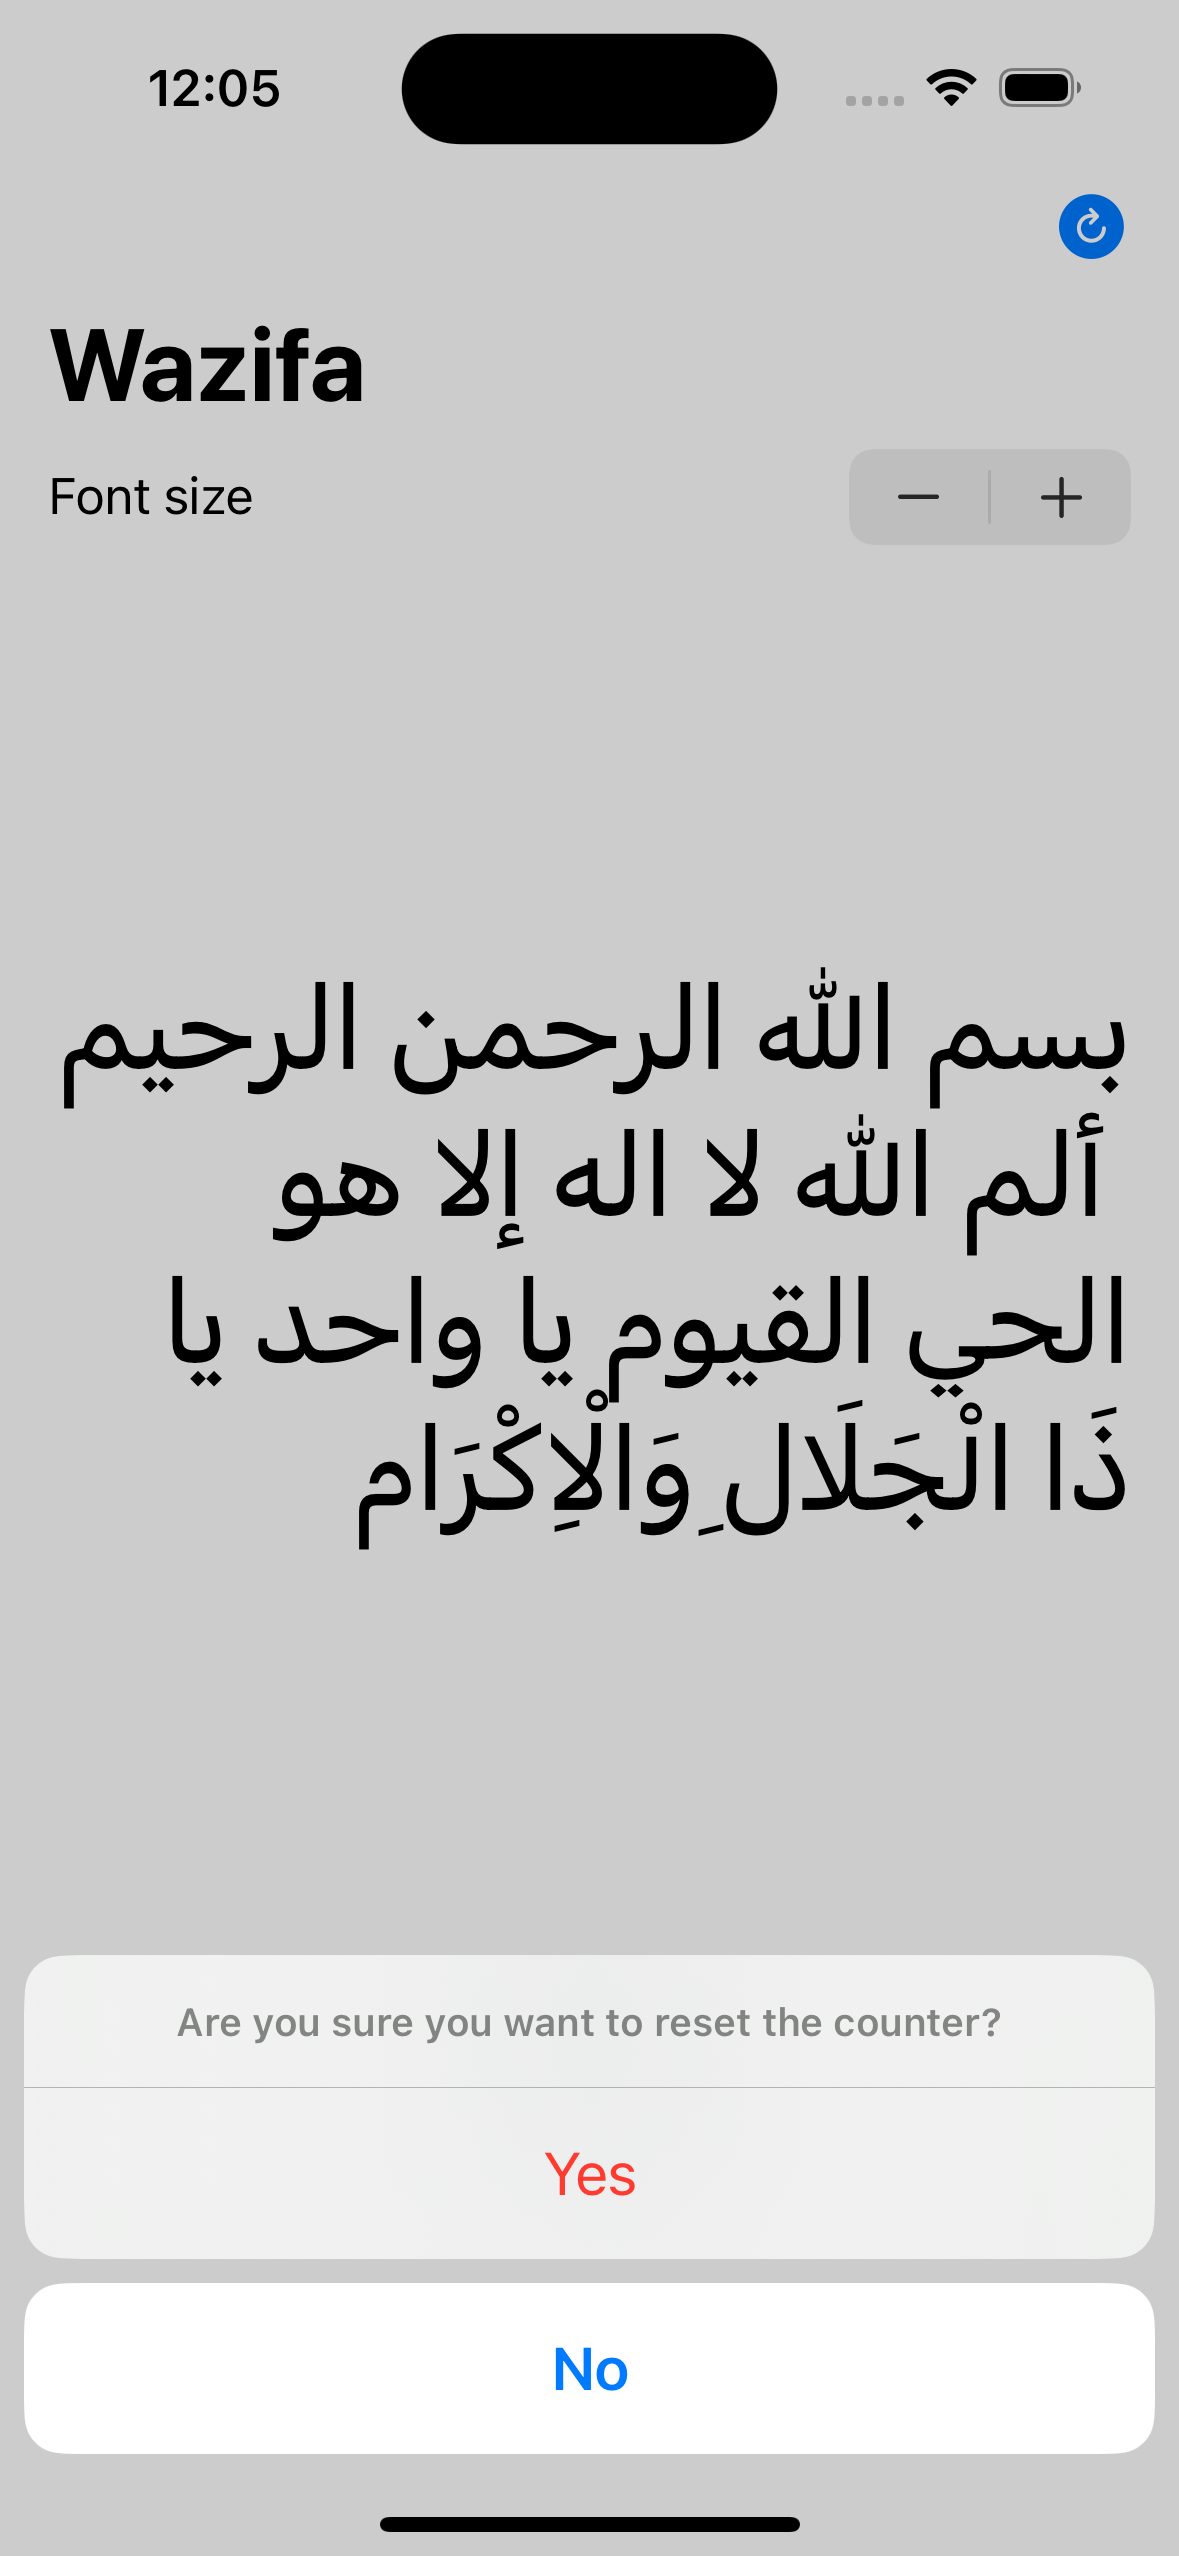 12:05
Wazifa
Font size
بسم الله الرحمن الرحيم
ألم الله لا اله إلا هو
الحي القيوم يا واحد يا
ذَا الْجَلَال ِوَالْاِكْرَام
Are you sure you want to reset the counter?
Yes
No